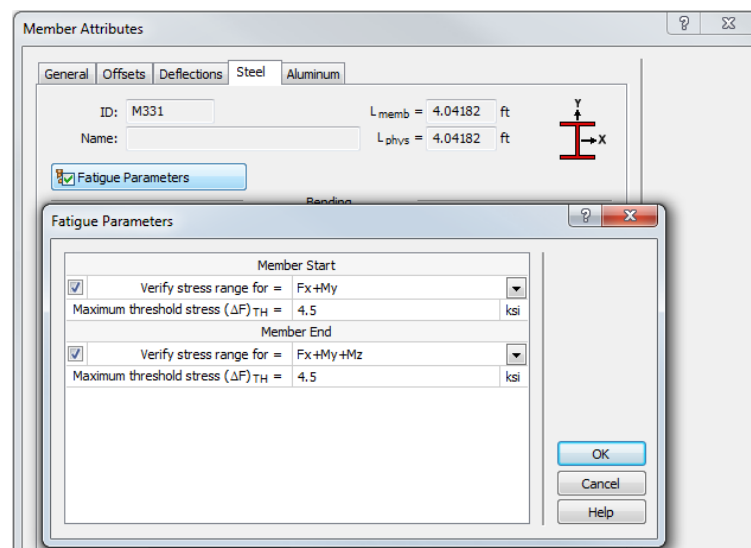 Member Attributes
General Offsets Deflections Steel Aluminum
ID: M331 L memb = 4.04182 ft
Name: L phys = 4.04182 ft
Y
X
Fatigue Parameters
Bending
Fatigue Parameters
Member Start
Verify stress range for = Fx+My
Maximum threshold stress (ΔF) TH = 4.5 ksi
Member End
Verify stress range for = Fx+My+Mz
Maximum threshold stress (ΔF) TH = 4.5 ksi
OK
Cancel
Help